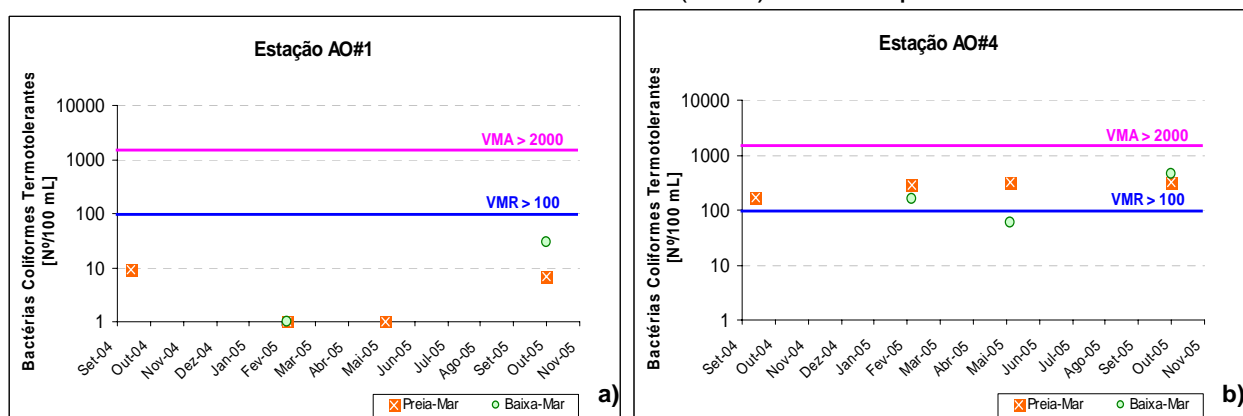 Estação AO#1
Bactérias Coliformes Termotolerantes
[Nº/100 mL]
10000
1000
100
10
1
VMA > 2000
VMR > 100
Set-04
Out-04
Nov-04
Dez-04
Jan-05
Fev-05
Mar-05
Abr-05
Mai-05
Jun-05
Jul-05
Ago-05
Set-05
Out-05
Nov-05
Preia-Mar
Baixa-Mar
a)
Estação AO#4
Bactérias Coliformes Termotolerantes
[Nº/100 mL]
10000
1000
100
10
1
VMA > 2000
VMR > 100
Set-04
Out-04
Nov-04
Dez-04
Jan-05
Fev-05
Mar-05
Abr-05
Mai-05
Jun-05
Jul-05
Ago-05
Set-05
Out-05
Nov-05
Preia-Mar
Baixa-Mar
b)